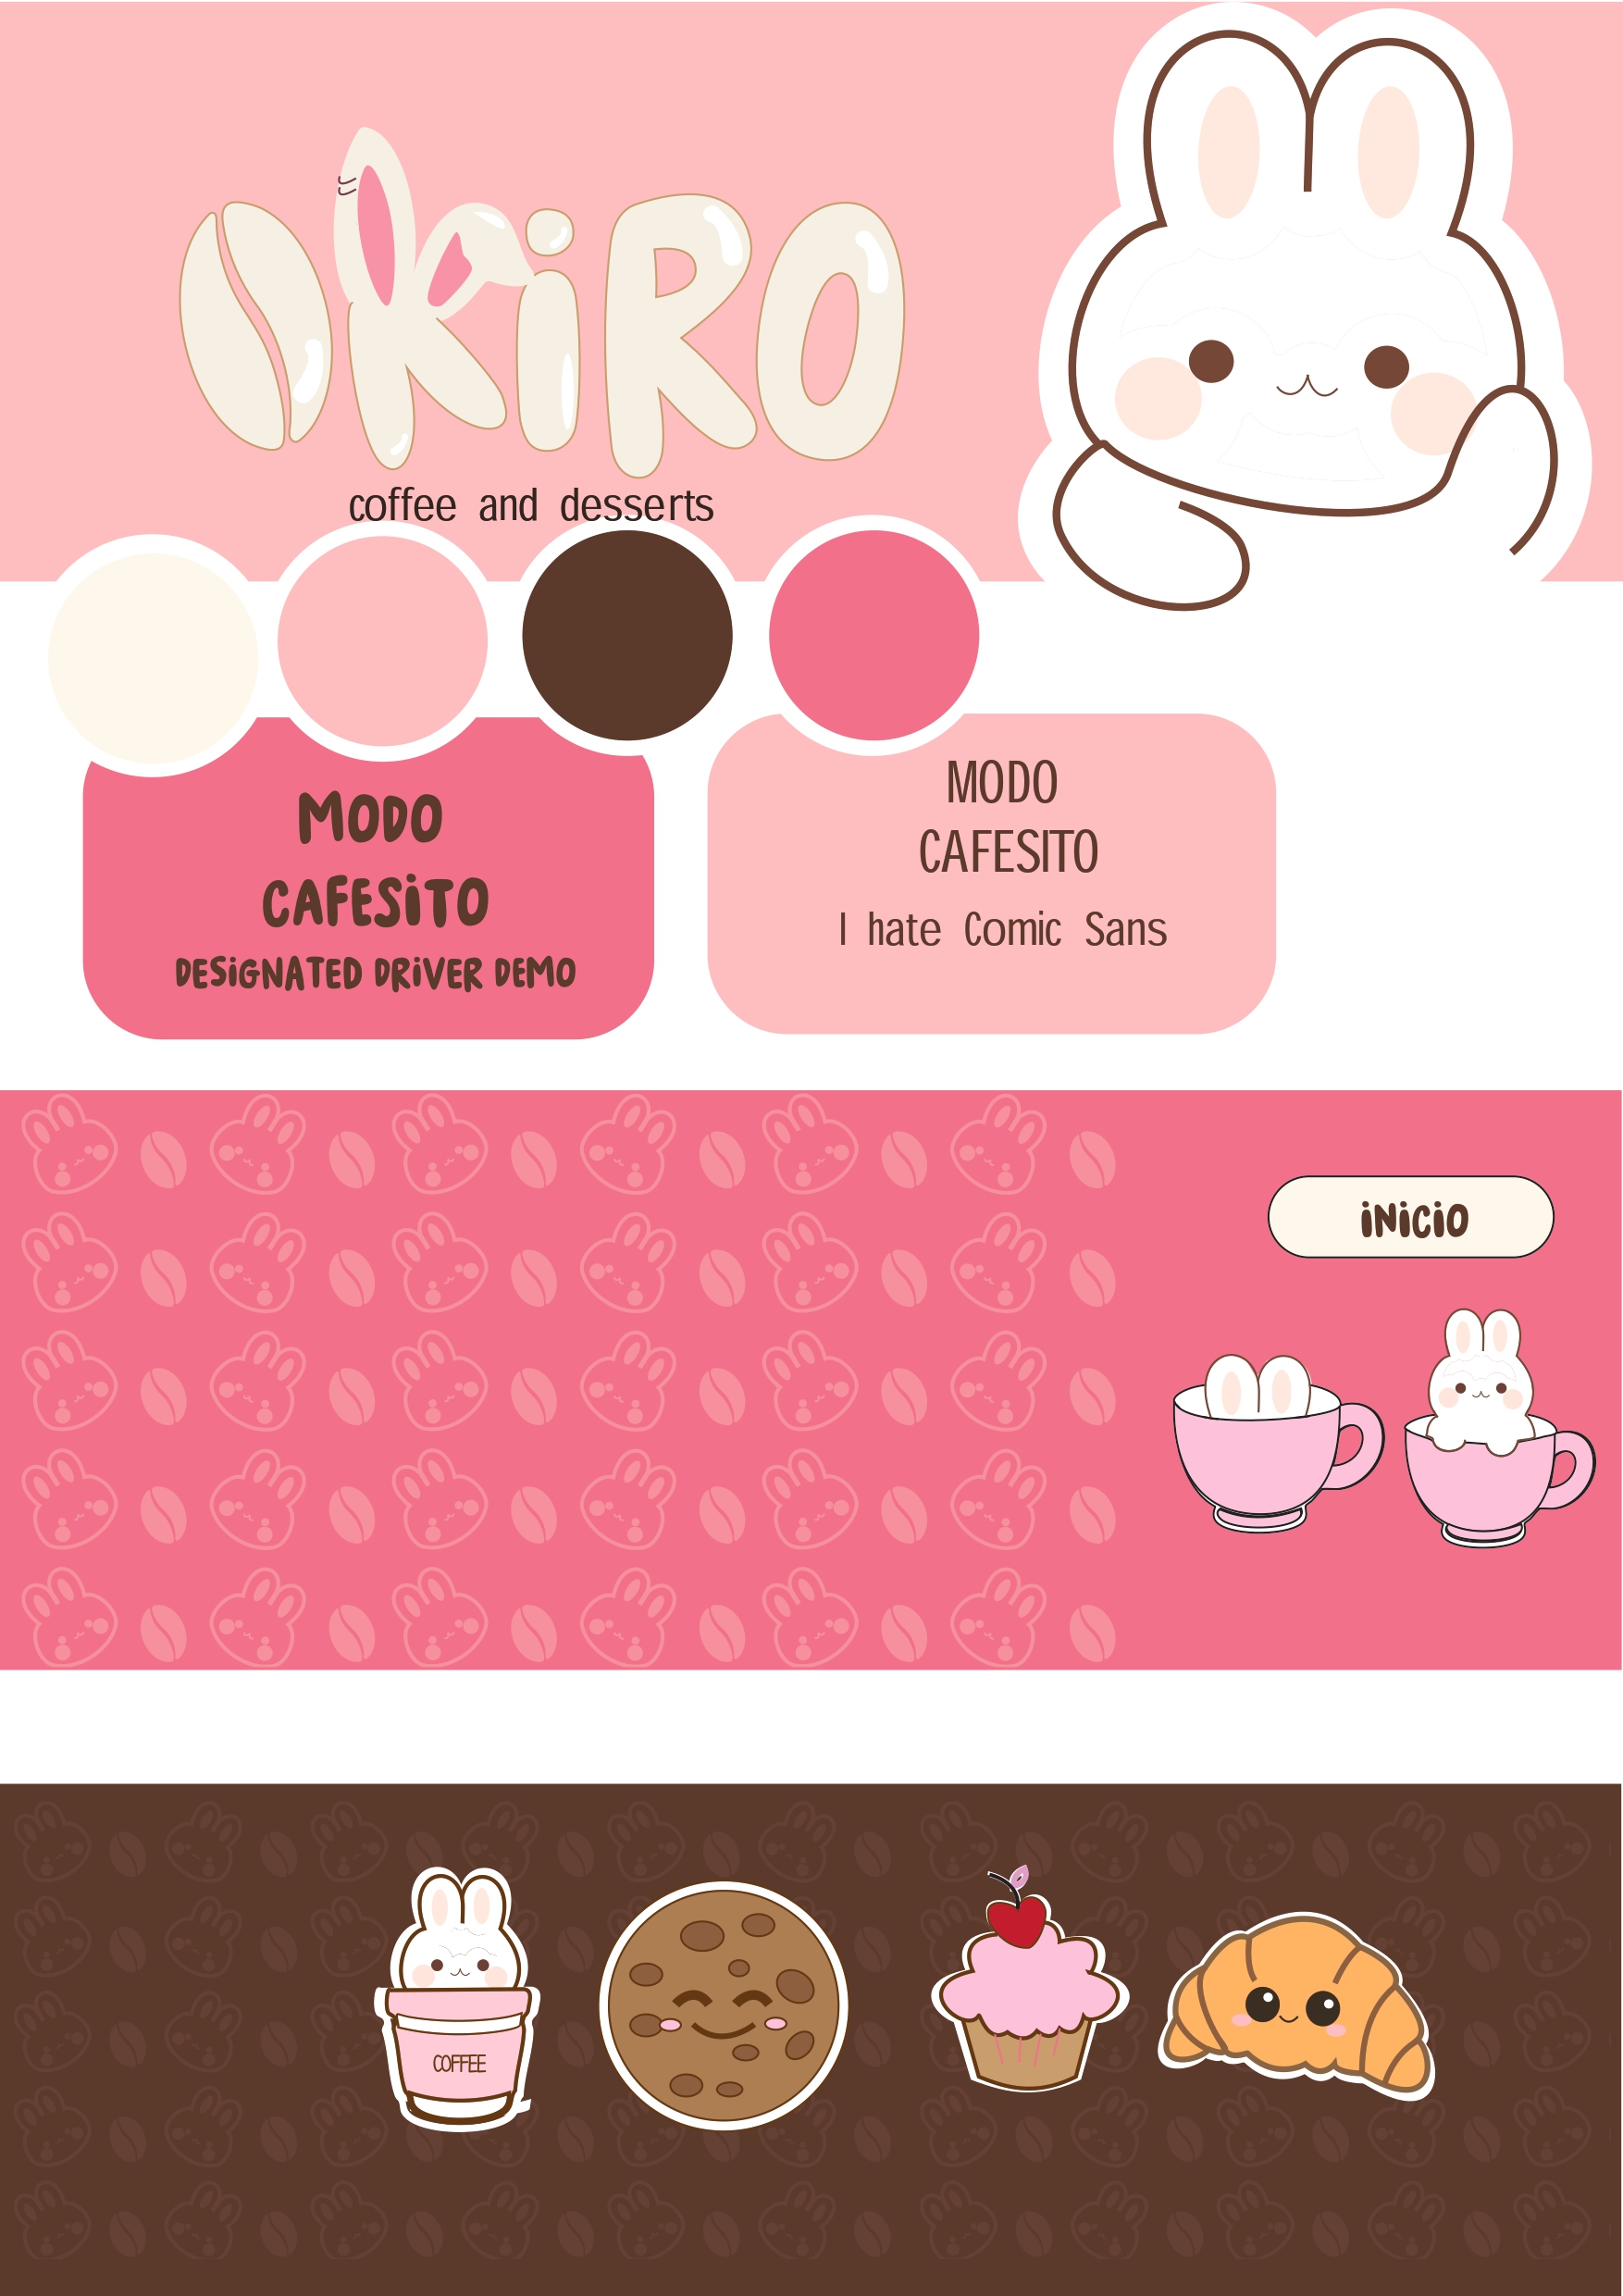 OKiRO
coffee and desserts
MODO
CAFESiTO
DESiGNATED DRiVER DEMO
MODO
CAFESITO
I hate Comic Sans
iNiCiO
COFFEE